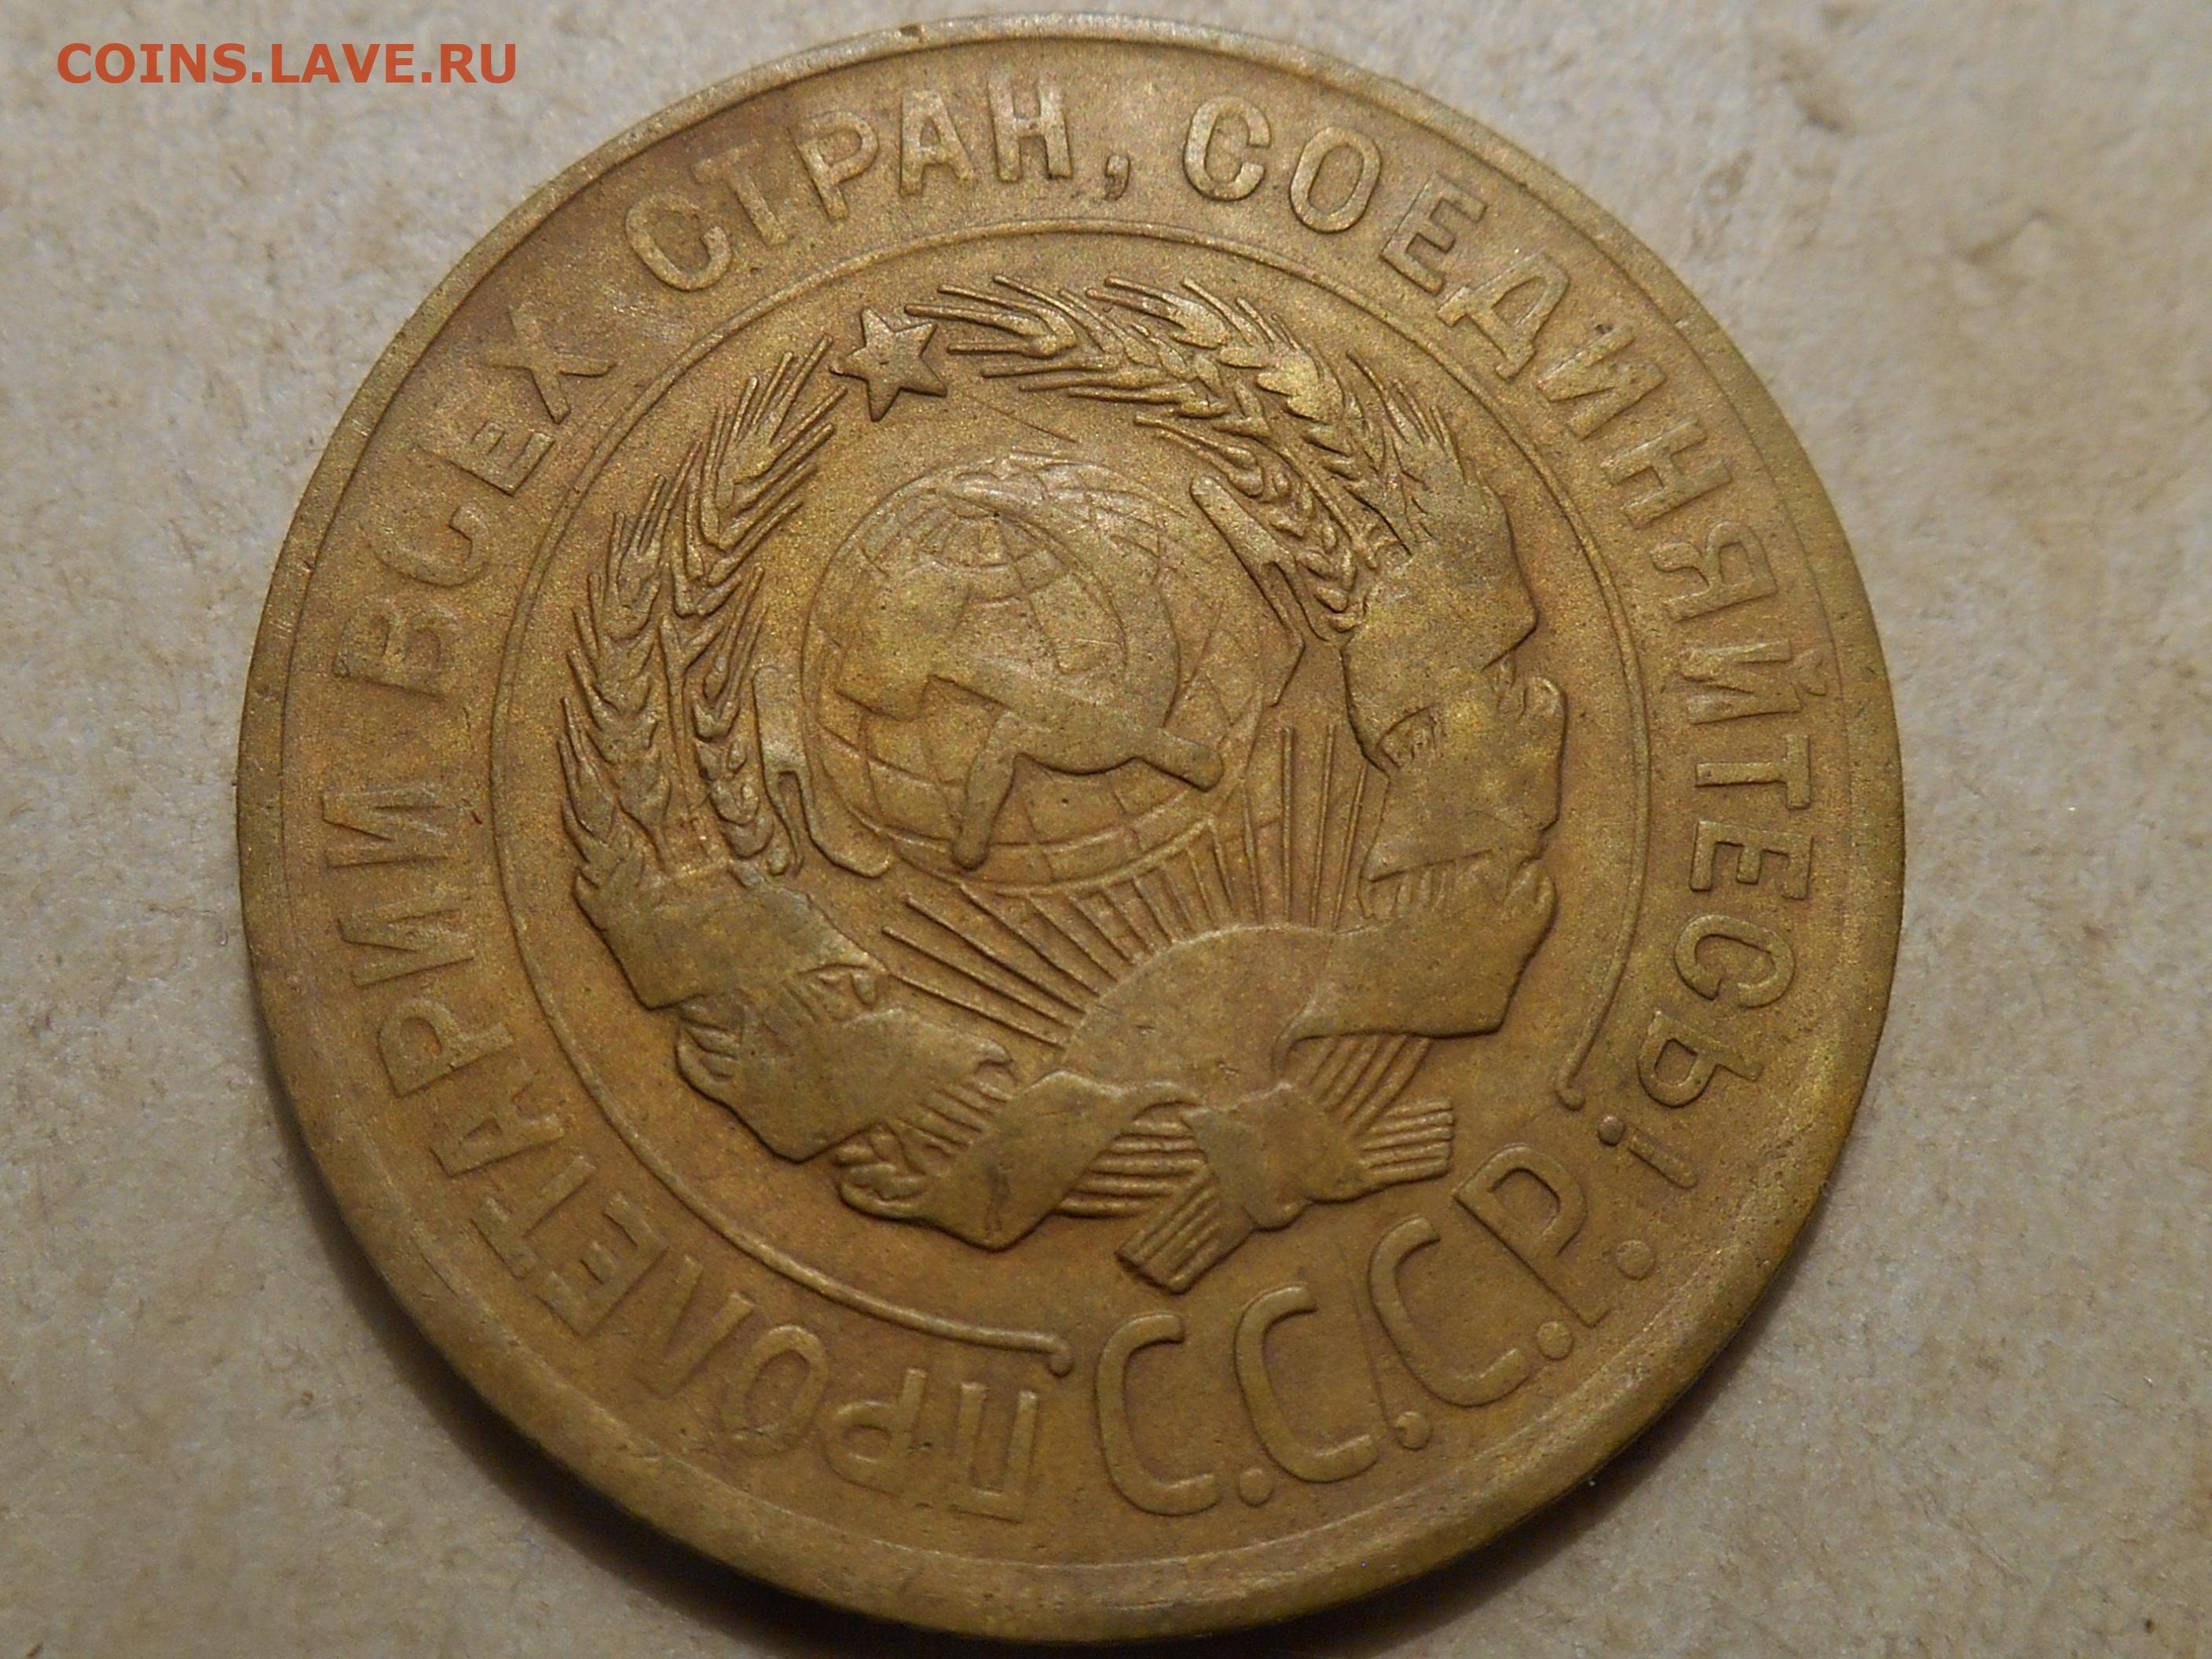 COINS.LAVE.RU
ПРОЛЕТАРИИ ВСЕХ СТРАН, СОЕДИНЯЙТЕСЬ!
С.С.С.Р.